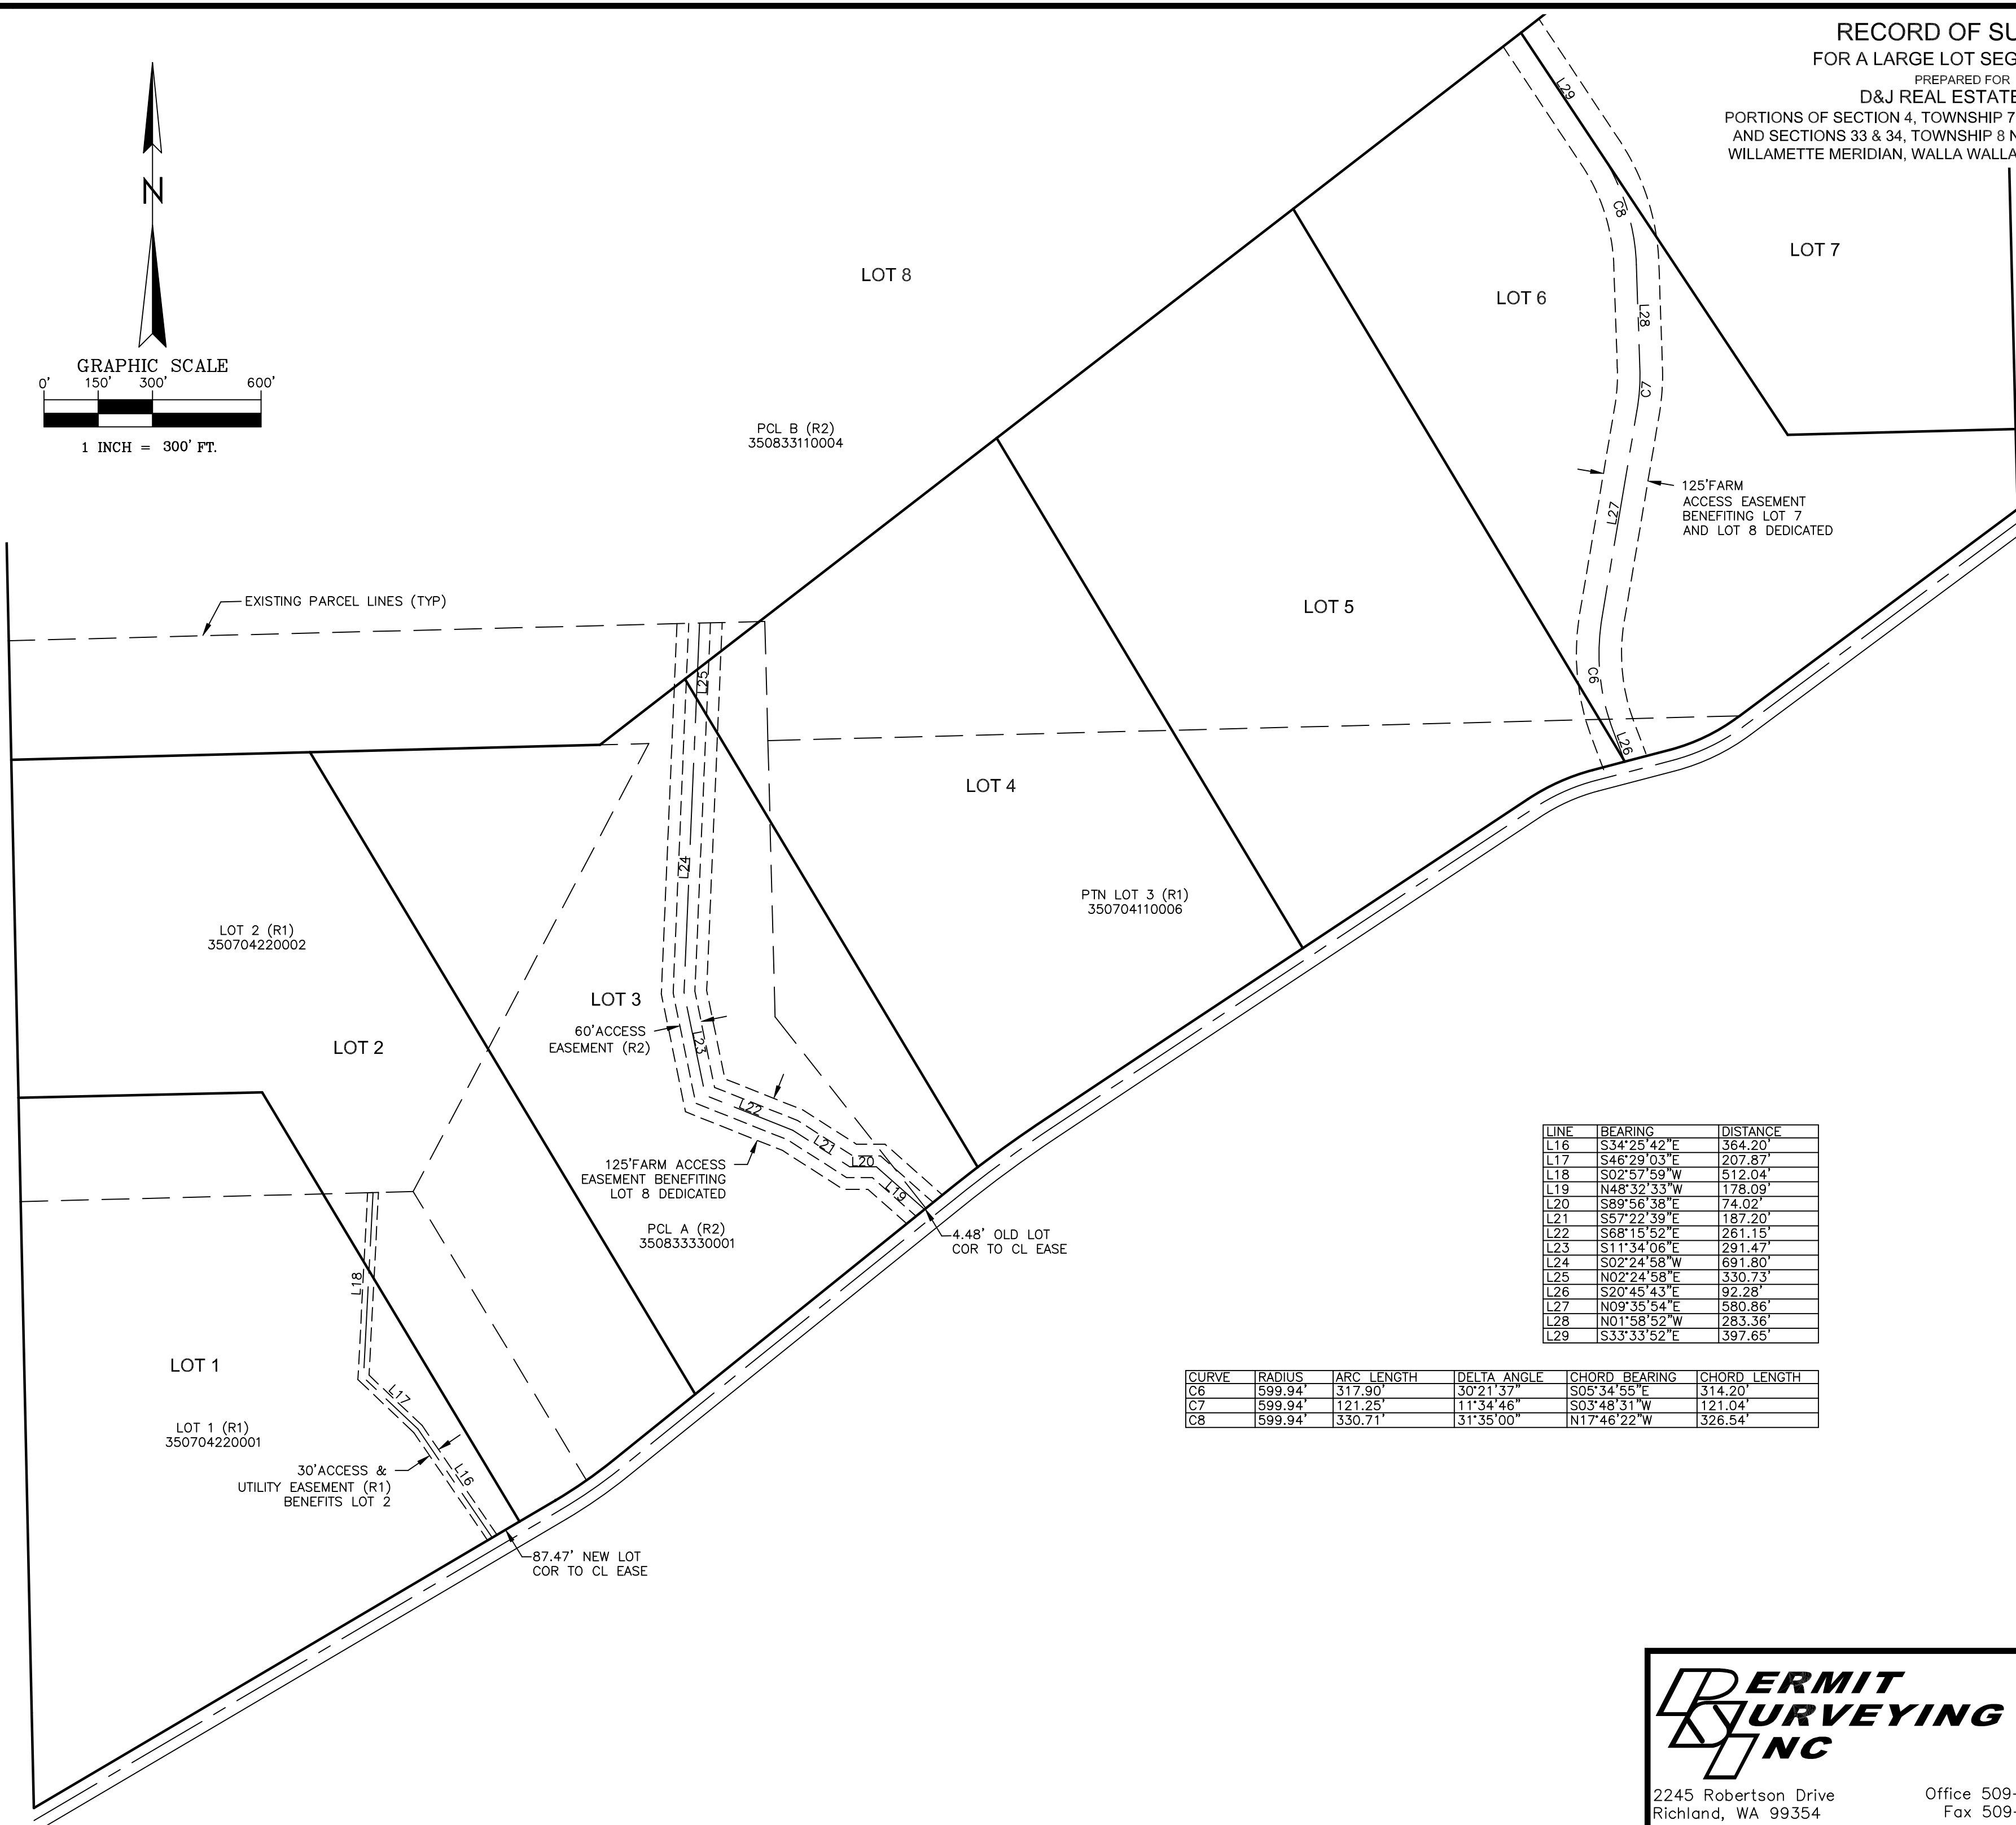 RECORD OF SU
FOR A LARGE LOT SEG
PREPARED FOR
D&J REAL ESTATE
PORTIONS OF SECTION 4, TOWNSHIP 7
AND SECTIONS 33 & 34, TOWNSHIP 8 N
WILLAMETTE MERIDIAN, WALLA WALLA
N
GRAPHIC SCALE
0' 150' 300' 600'
1 INCH = 300' FT.
LOT 8
PCL B (R2)
350833110004
LOT 7
LOT 6
L29
C8
L28
C7
L27
C6
L26
125'FARM
ACCESS EASEMENT
BENEFITING LOT 7
AND LOT 8 DEDICATED
LOT 5
EXISTING PARCEL LINES (TYP)
LOT 4
PTN LOT 3 (R1)
350704110006
L25
L24
L23
L22
L21
L20
L19
LOT 2 (R1)
350704220002
LOT 2
LOT 3
60'ACCESS
EASEMENT (R2)
125'FARM ACCESS
EASEMENT BENEFITING
LOT 8 DEDICATED
PCL A (R2)
350833330001
4.48' OLD LOT
COR TO CL EASE
L18
L17
L16
LOT 1
LOT 1 (R1)
350704220001
30'ACCESS &
UTILITY EASEMENT (R1)
BENEFITS LOT 2
87.47' NEW LOT
COR TO CL EASE
LINE BEARING DISTANCE
L16 S34°25'42"E 364.20'
L17 S46°29'03"E 207.87'
L18 S02°57'59"W 512.04'
L19 N48°32'33"W 178.09'
L20 S89°56'38"E 74.02'
L21 S57°22'39"E 187.20'
L22 S68°15'52"E 261.15'
L23 S11°34'06"E 291.47'
L24 S02°24'58"W 691.80'
L25 N02°24'58"E 330.73'
L26 S20°45'43"E 92.28'
L27 N09°35'54"E 580.86'
L28 N01°58'52"W 283.36'
L29 S33°33'52"E 397.65'
CURVE RADIUS ARC LENGTH DELTA ANGLE CHORD BEARING CHORD LENGTH
C6 599.94' 317.90' 30°21'37" S05°34'55"E 314.20'
C7 599.94' 121.25' 11°34'46" S03°48'31"W 121.04'
C8 599.94' 330.71' 31°35'00" N17°46'22"W 326.54'
PERMIT
SURVEYING
INC
2245 Robertson Drive
Richland, WA 99354
Office 509-
Fax 509-